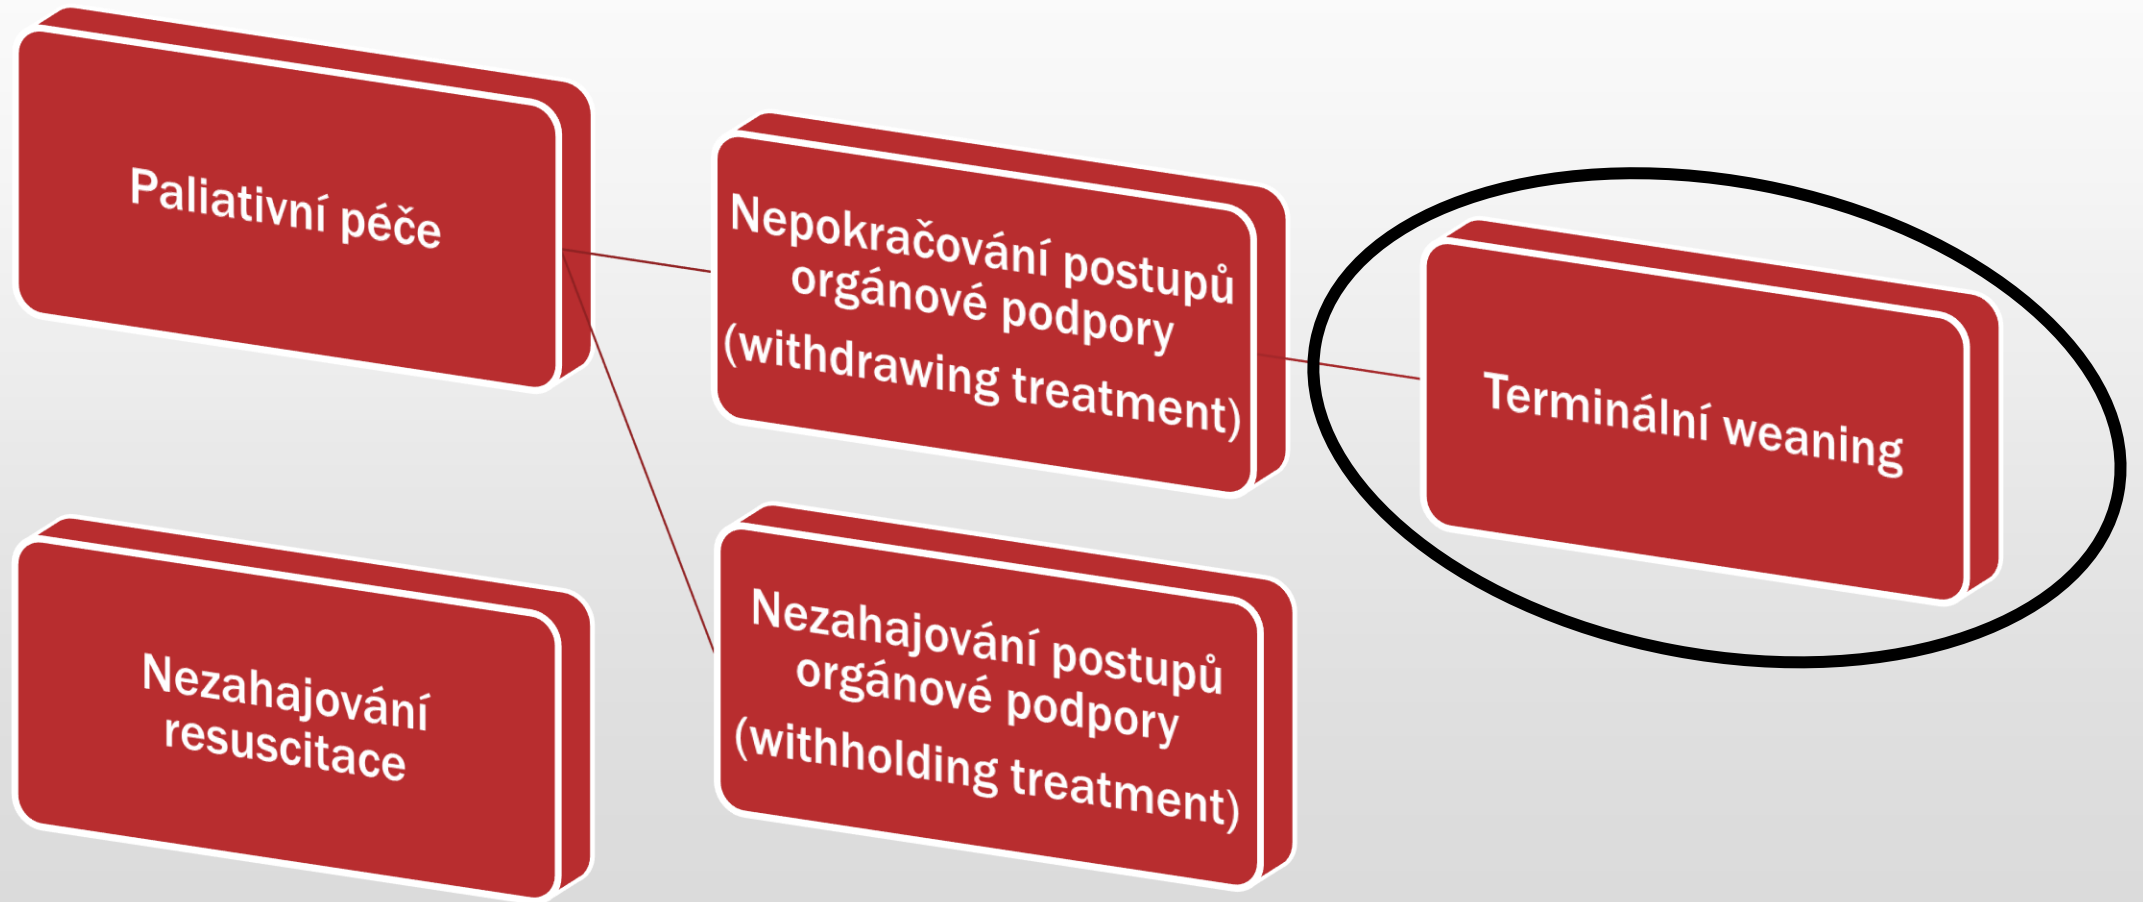 Paliativní péče
Nepokračování postupů
orgánové podpory
(withdrawing treatment)
Terminální weaning
Nezahajování
resuscitace
Nezahajování postupů
orgánové podpory
(withholding treatment)